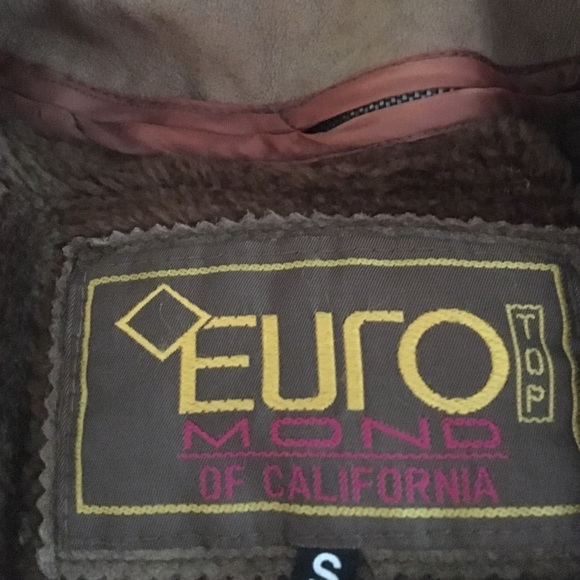 EURO TOP
MOND
OF CALIFORNIA
S